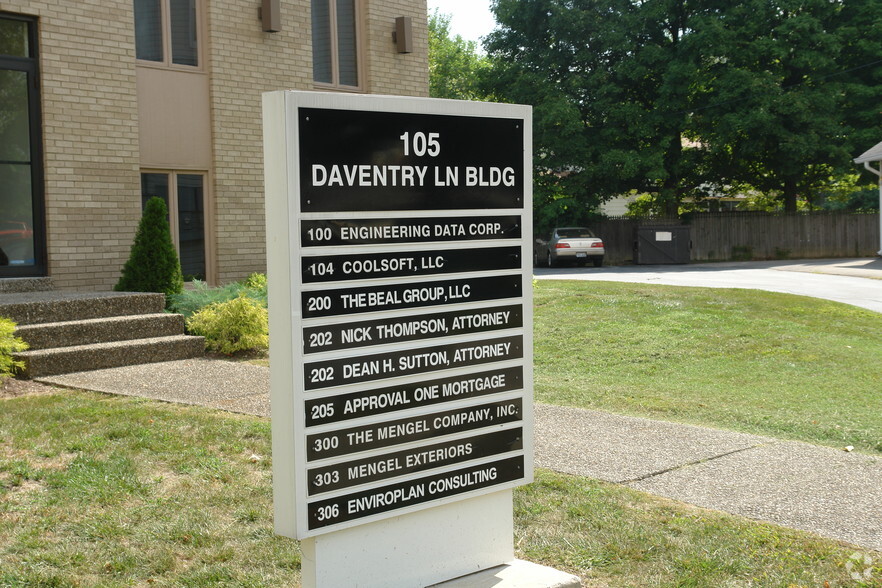 105
DAVENTRY LN BLDG
100 ENGINEERING DATA CORP.
104 COOLSOFT, LLC
200 THE BEAL GROUP, LLC
202 NICK THOMPSON, ATTORNEY
202 DEAN H. SUTTON, ATTORNEY
205 APPROVAL ONE MORTGAGE
300 THE MENGEL COMPANY, INC.
303 MENGEL EXTERIORS
306 ENVIROPLAN CONSULTING